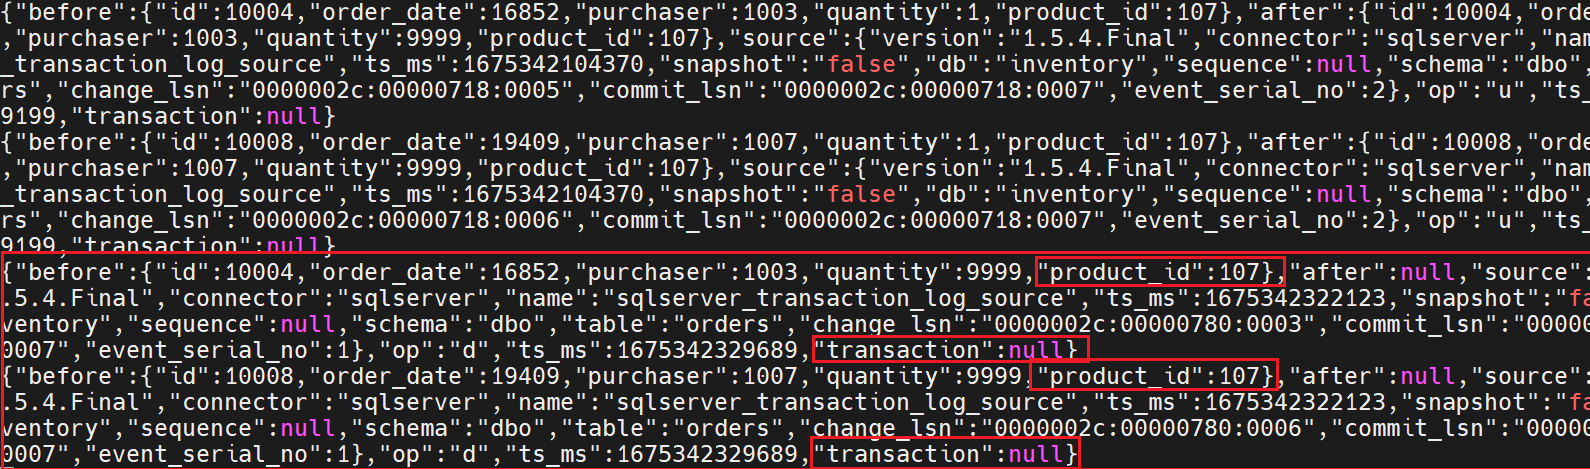 {"before":{"id":10004,"order_date":16852,"purchaser":1003,"quantity":1,"product_id":107},"after":{"id":10004,"orde
,"purchaser":1003,"quantity":9999,"product_id":107},"source":{"version":"1.5.4.Final","connector":"sqlserver","nam
_transaction_log_source","ts_ms":1675342104370,"snapshot":"false","db":"inventory","sequence":null,"schema":"dbo",
rs","change_lsn":"0000002c:00000718:0005","commit_lsn":"0000002c:00000718:0007","event_serial_no":2},"op":"u","ts_
9199,"transaction":null}
{"before":{"id":10008,"order_date":19409,"purchaser":1007,"quantity":1,"product_id":107},"after":{"id":10008,"orde
,"purchaser":1007,"quantity":9999,"product_id":107},"source":{"version":"1.5.4.Final","connector":"sqlserver","nam
_transaction_log_source","ts_ms":1675342104370,"snapshot":"false","db":"inventory","sequence":null,"schema":"dbo",
rs","change_lsn":"0000002c:00000718:0006","commit_lsn":"0000002c:00000718:0007","event_serial_no":2},"op":"u","ts_
9199,"transaction":null}
{"before":{"id":10004,"order_date":16852,"purchaser":1003,"quantity":9999,"product_id":107},"after":null,"source":
.5.4.Final","connector":"sqlserver","name":"sqlserver_transaction_log_source","ts_ms":1675342322123,"snapshot":"fa
ventory","sequence":null,"schema":"dbo","table":"orders","change_lsn":"0000002c:00000780:0003","commit_lsn":"00000
0007","event_serial_no":1},"op":"d","ts_ms":1675342329689,"transaction":null}
{"before":{"id":10008,"order_date":19409,"purchaser":1007,"quantity":9999,"product_id":107},"after":null,"source":
.5.4.Final","connector":"sqlserver","name":"sqlserver_transaction_log_source","ts_ms":1675342322123,"snapshot":"fa
ventory","sequence":null,"schema":"dbo","table":"orders","change_lsn":"0000002c:00000780:0006","commit_lsn":"00000
0007","event_serial_no":1},"op":"d","ts_ms":1675342329689,"transaction":null}